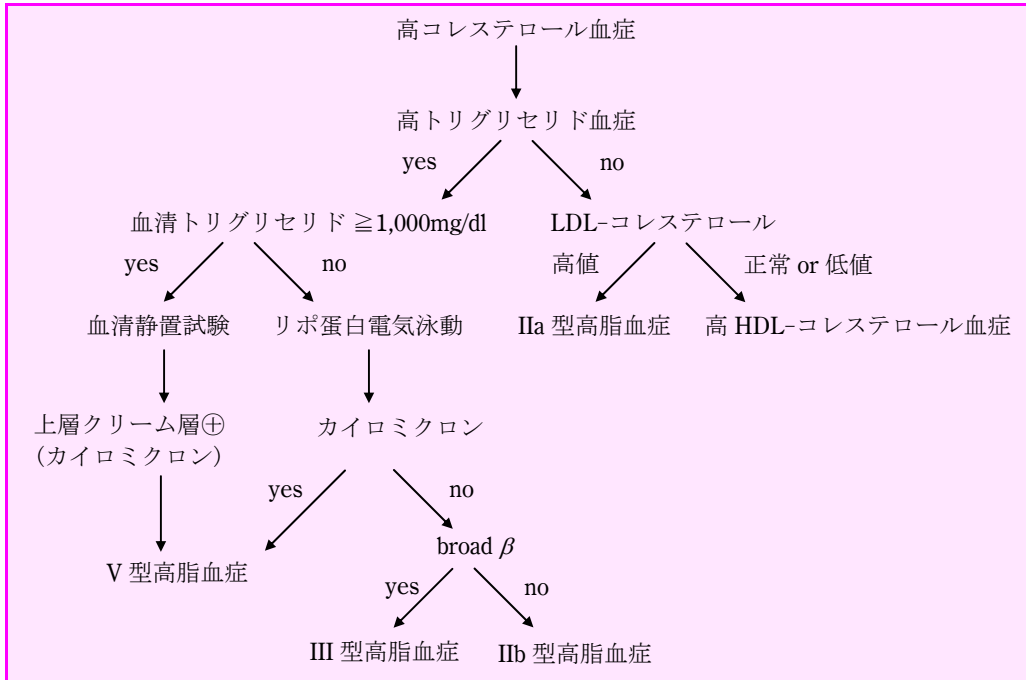 高コレステロール血症
高トリグリセリド血症
yes
no
血清トリグリセリド ≧1,000mg/dl
LDL-コレステロール
yes
no
高値
正常 or 低値
血清静置試験
リポ蛋白電気泳動
IIa 型高脂血症
高 HDL-コレステロール血症
上層クリーム層⊕
(カイロミクロン)
カイロミクロン
yes
no
V 型高脂血症
broad β
yes
no
III 型高脂血症
IIb 型高脂血症